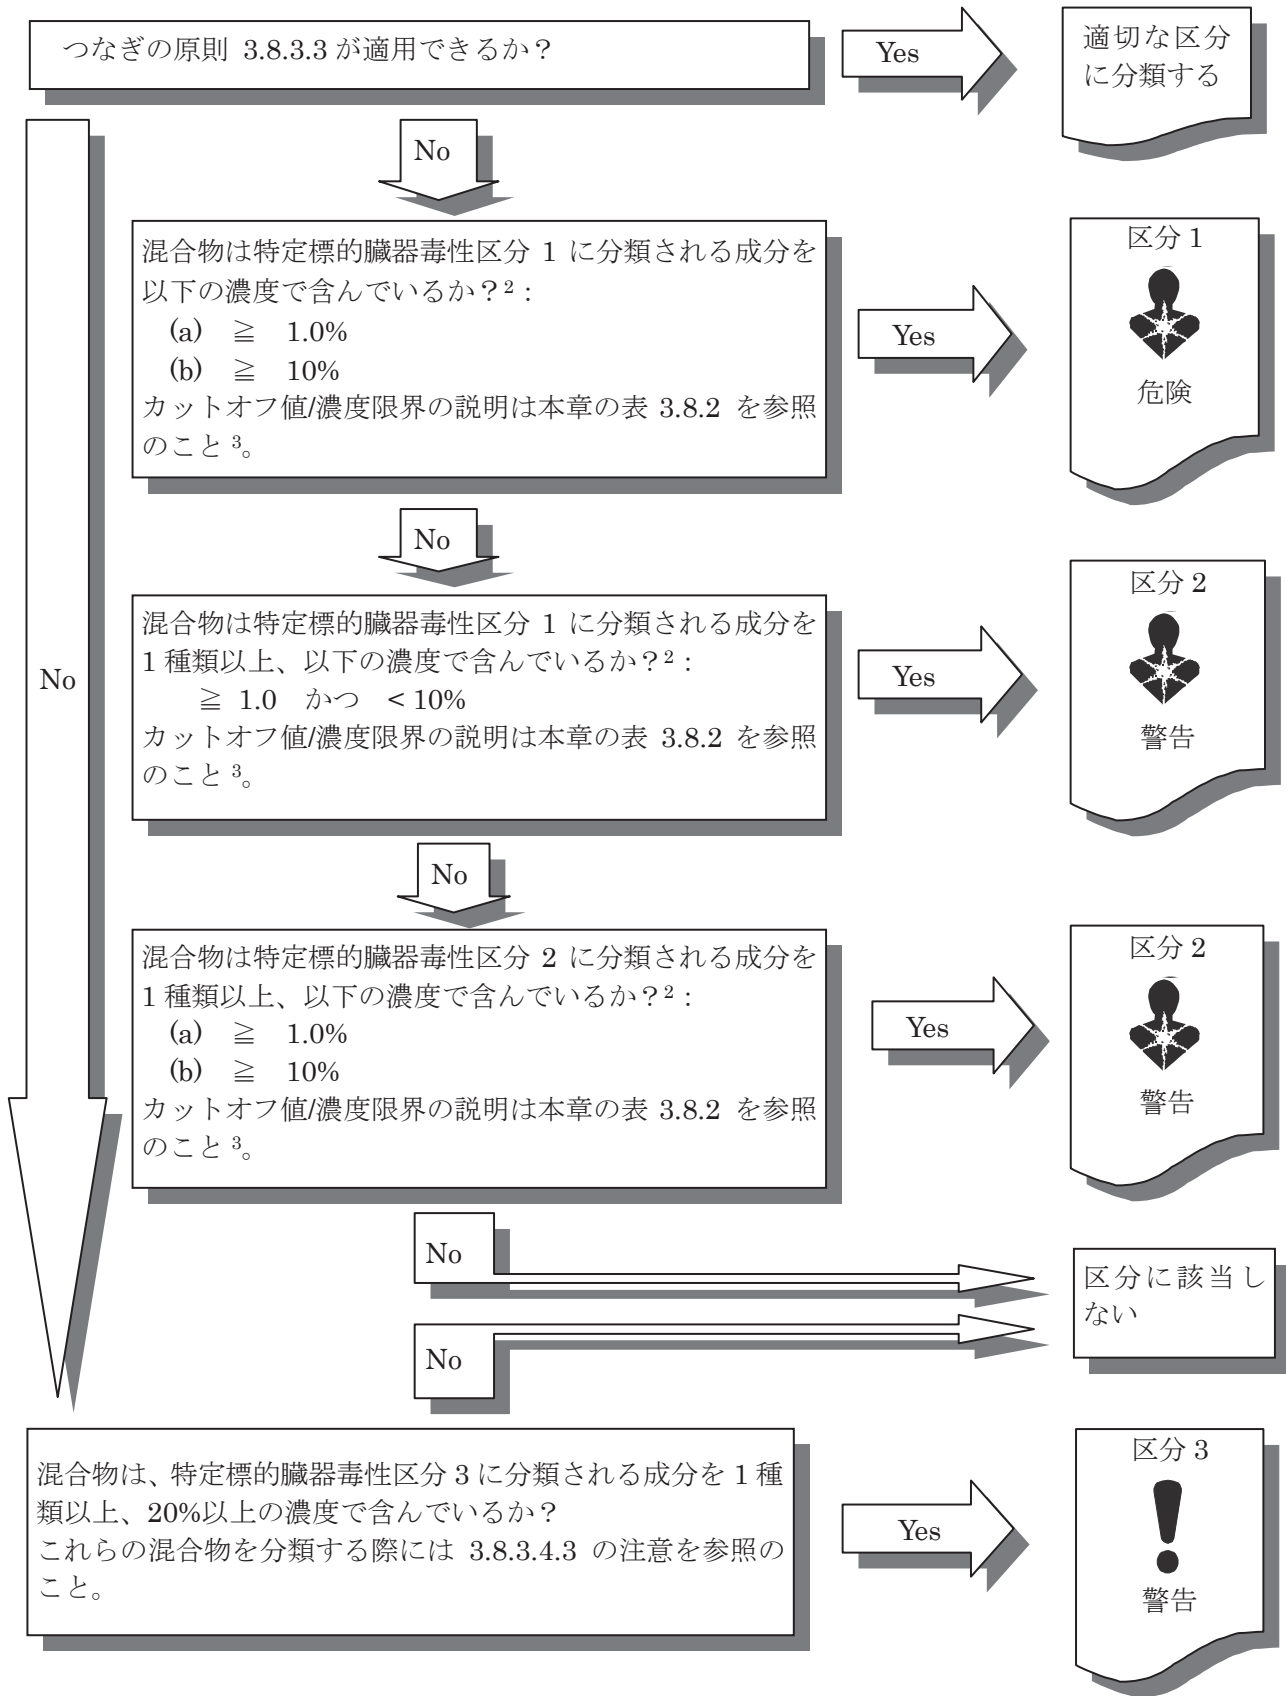 つなぎの原則 3.8.3.3 が適用できるか？
Yes
適切な区分
に分類する
No
混合物は特定標的臓器毒性区分 1 に分類される成分を
以下の濃度で含んでいるか？²：
(a) ≧ 1.0%
(b) ≧ 10%
カットオフ値/濃度限界の説明は本章の表 3.8.2 を参照
のこと ³。
Yes
区分 1
危険
No
混合物は特定標的臓器毒性区分 1 に分類される成分を
1 種類以上、以下の濃度で含んでいるか？²：
≧ 1.0 かつ < 10%
カットオフ値/濃度限界の説明は本章の表 3.8.2 を参照
のこと ³。
Yes
区分 2
警告
No
No
混合物は特定標的臓器毒性区分 2 に分類される成分を
1 種類以上、以下の濃度で含んでいるか？²：
(a) ≧ 1.0%
(b) ≧ 10%
カットオフ値/濃度限界の説明は本章の表 3.8.2 を参照
のこと ³。
Yes
区分 2
警告
No
区分に該当し
ない
No
混合物は、特定標的臓器毒性区分 3 に分類される成分を 1 種
類以上、20%以上の濃度で含んでいるか？
これらの混合物を分類する際には 3.8.3.4.3 の注意を参照の
こと。
Yes
区分 3
警告